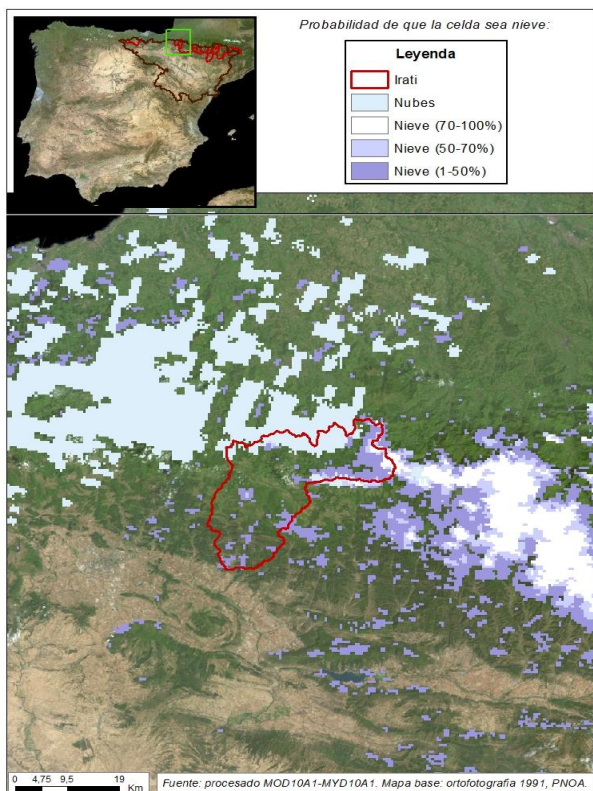 Probabilidad de que la celda sea nieve:
Leyenda
Irati
Nubes
Nieve (70-100%)
Nieve (50-70%)
Nieve (1-50%)
0 4,75 9,5 19
Km
Fuente: procesado MOD10A1-MYD10A1. Mapa base: ortofotografia 1991, PNOA.